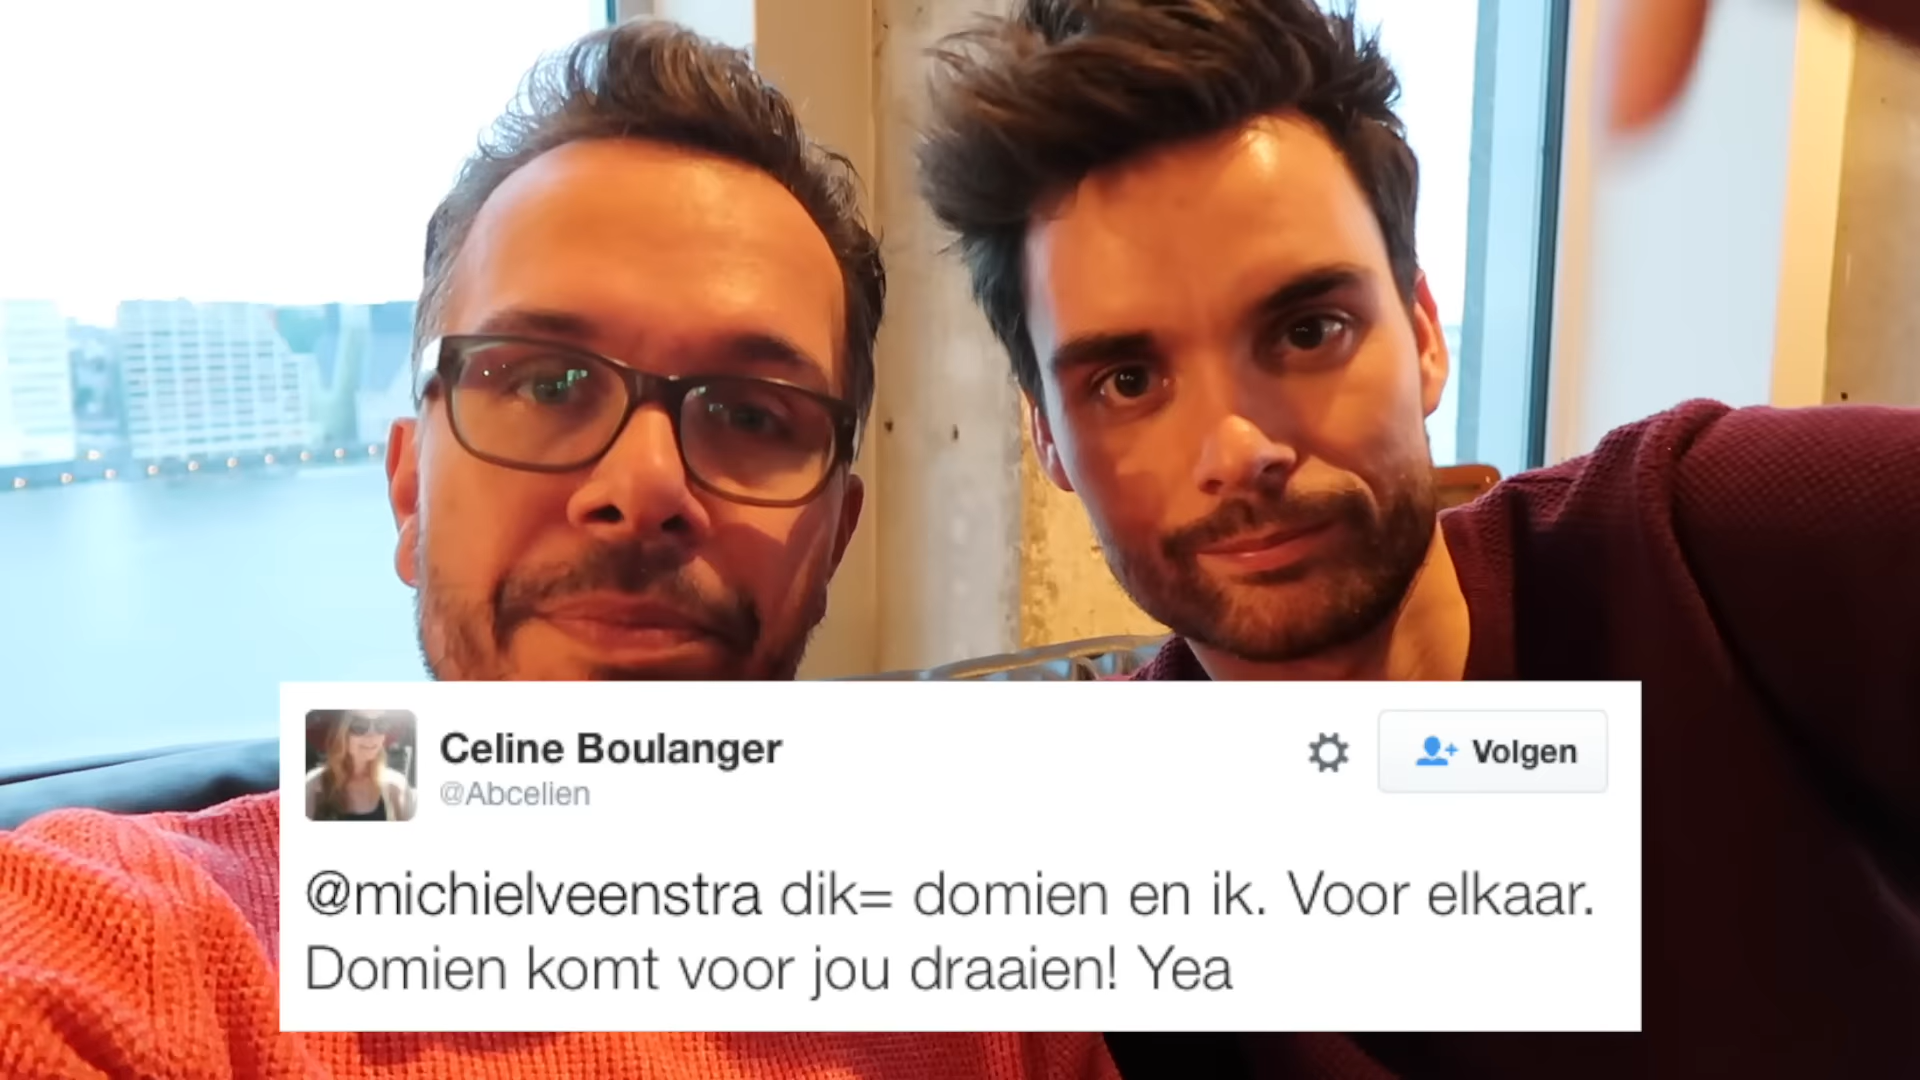 Celine Boulanger
@Abcelien
Volgen
@michielveenstra dik= domien en ik. Voor elkaar.
Domien komt voor jou draaien! Yea